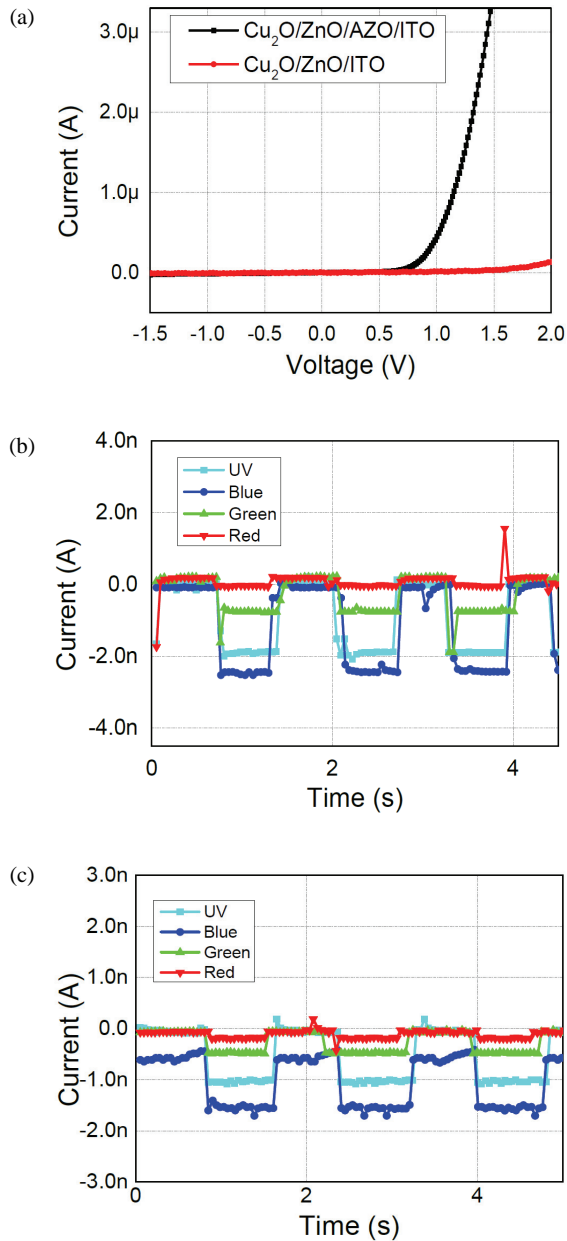 (a)
Cu₂O/ZnO/AZO/ITO
Cu₂O/ZnO/ITO
3.0µ
2.0µ
1.0µ
0.0
Current (A)
-1.5 -1.0 -0.5 0.0 0.5 1.0 1.5 2.0
Voltage (V)
(b)
UV
Blue
Green
Red
4.0n
2.0n
0.0
-2.0n
-4.0n
Current (A)
0 2 4
Time (s)
(c)
UV
Blue
Green
Red
3.0n
2.0n
1.0n
0.0
-1.0n
-2.0n
-3.0n
Current (A)
0 2 4
Time (s)